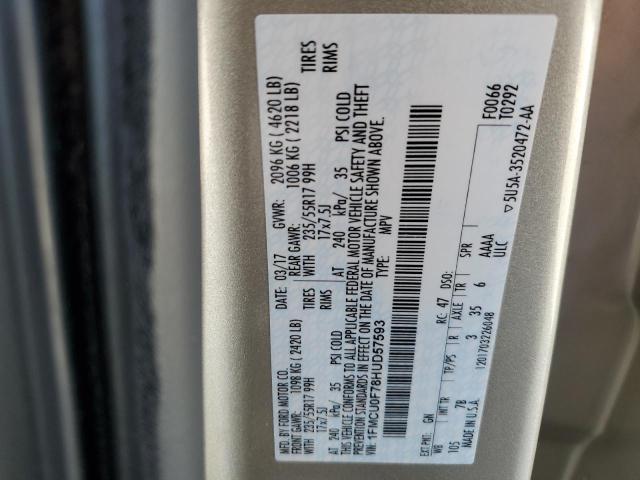 MFD. BY FORD MOTOR CO.
DATE: 03/17 GVWR: 2096 KG ( 4620 LB)
FRONT GAWR: 1098 KG ( 2420 LB) REAR GAWR: 1006 KG ( 2218 LB)
WITH 235/55R17 99H TIRES WITH 235/55R17 99H TIRES
17x7.5J RIMS 17x7.5J RIMS
AT 240 kPa/ 35 PSI COLD AT 240 kPa/ 35 PSI COLD
THIS VEHICLE CONFORMS TO ALL APPLICABLE FEDERAL MOTOR VEHICLE SAFETY AND THEFT
PREVENTION STANDARDS IN EFFECT ON THE DATE OF MANUFACTURE SHOWN ABOVE.
VIN: 1FMCU0F78HUD57593 TYPE: MPV
EXT PNT: GN RC: 47 DSO: F0066
T0292
WB INT TR TP/PS R AXLE TR SPR
105 7B 3 35 6 AAAA
MADE IN U.S.A. 1201703226048 ULC ▽5U5A-3520472-AA